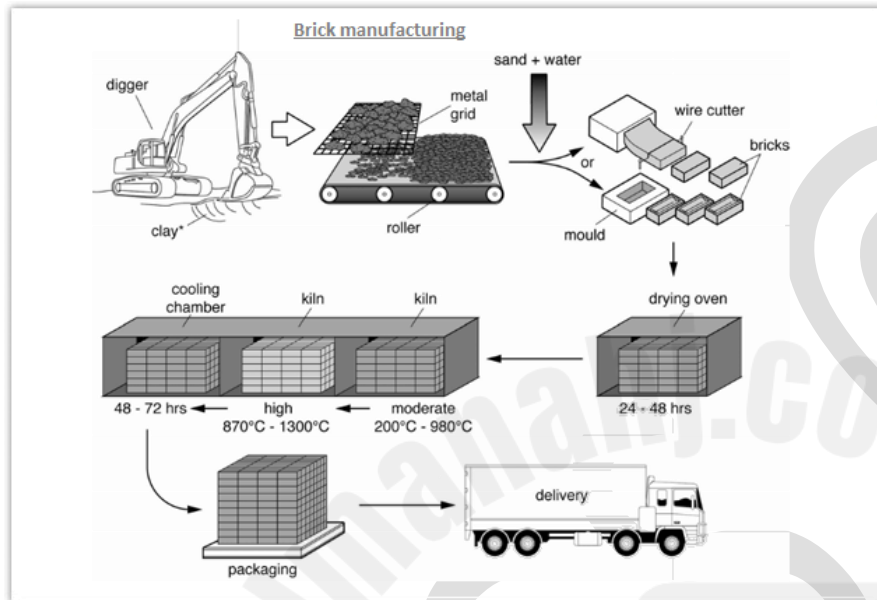 Brick manufacturing
digger
clay*
metal
grid
roller
sand + water
or
wire cutter
bricks
mould
drying oven
24 - 48 hrs
kiln
moderate
200°C - 980°C
kiln
high
870°C - 1300°C
cooling
chamber
48 - 72 hrs
packaging
delivery